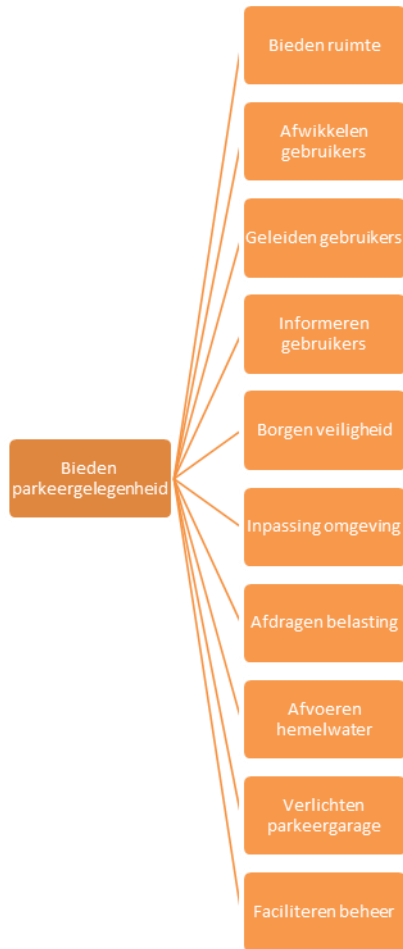 Bieden
parkeergelegenheid
Bieden ruimte
Afwikkelen
gebruikers
Geleiden gebruikers
Informeren
gebruikers
Borgen veiligheid
Inpassing omgeving
Afdragen belasting
Afvoeren
hemelwater
Verlichten
parkeergarage
Faciliteren beheer